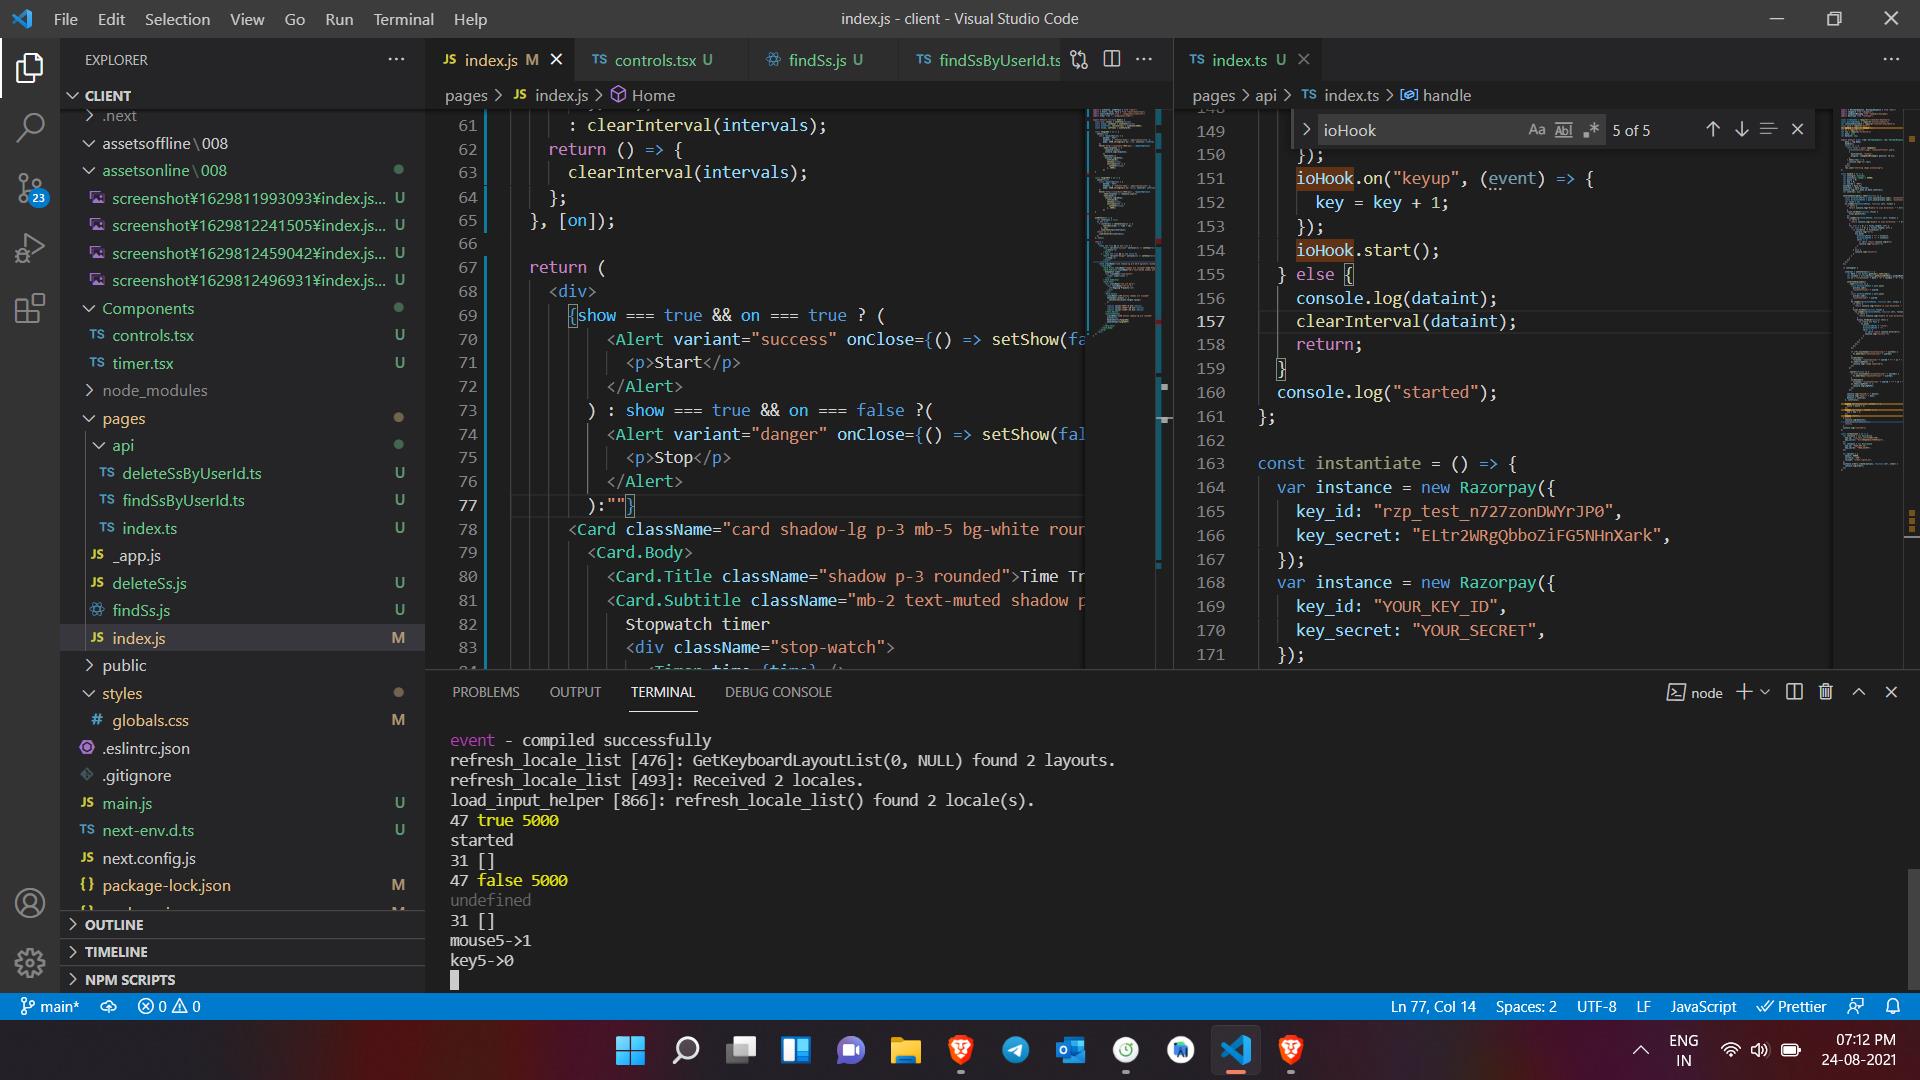 File Edit Selection View Go Run Terminal Help
index.js - client - Visual Studio Code
EXPLORER
CLIENT
.next
assetsoffline\008
assetsonline\008
screenshot¥1629811993093¥index.js... U
screenshot¥1629812241505¥index.js... U
screenshot¥1629812459042¥index.js... U
screenshot¥1629812496931¥index.js... U
Components
TS controls.tsx U
TS timer.tsx U
node_modules
pages
api
TS deleteSsByUserId.ts U
TS findSsByUserId.ts U
TS index.ts U
JS _app.js
JS deleteSs.js U
findSs.js U
JS index.js M
public
styles
# globals.css M
.eslintrc.json
.gitignore
JS main.js U
TS next-env.d.ts U
JS next.config.js
{} package-lock.json M
OUTLINE
TIMELINE
NPM SCRIPTS
23
JS index.js M
TS controls.tsx U
findSs.js U
TS findSsByUserId.ts
pages > JS index.js > Home
61 : clearInterval(intervals);
62 return () => {
63 clearInterval(intervals);
64 };
65 }, [on]);
66
67 return (
68 <div>
69 {show === true && on === true ? (
70 <Alert variant="success" onClose={() => setShow(fa
71 <p>Start</p>
72 </Alert>
73 ) : show === true && on === false ?(
74 <Alert variant="danger" onClose={() => setShow(fal
75 <p>Stop</p>
76 </Alert>
77 ):""}
78 <Card className="card shadow-lg p-3 mb-5 bg-white roun
79 <Card.Body>
80 <Card.Title className="shadow p-3 rounded">Time Tr
81 <Card.Subtitle className="mb-2 text-muted shadow p
82 Stopwatch timer
83 <div className="stop-watch">
84 <Timer time={time} />
TS index.ts U
pages > api > TS index.ts > handle
ioHook Aa Abl .* 5 of 5
148
149
150 });
151 ioHook.on("keyup", (event) => {
152 key = key + 1;
153 });
154 ioHook.start();
155 } else {
156 console.log(dataint);
157 clearInterval(dataint);
158 return;
159 }
160 console.log("started");
161 };
162
163 const instantiate = () => {
164 var instance = new Razorpay({
165 key_id: "rzp_test_n727zonDWYrJP0",
166 key_secret: "ELtr2WRgQbboZiFG5NHnXark",
167 });
168 var instance = new Razorpay({
169 key_id: "YOUR_KEY_ID",
170 key_secret: "YOUR_SECRET",
171 });
PROBLEMS OUTPUT TERMINAL DEBUG CONSOLE
node
event - compiled successfully
refresh_locale_list [476]: GetKeyboardLayoutList(0, NULL) found 2 layouts.
refresh_locale_list [493]: Received 2 locales.
load_input_helper [866]: refresh_locale_list() found 2 locale(s).
47 true 5000
started
31 []
47 false 5000
undefined
31 []
mouse5->1
key5->0
main* 0 0
Ln 77, Col 14 Spaces: 2 UTF-8 LF JavaScript Prettier
ENG
IN
07:12 PM
24-08-2021